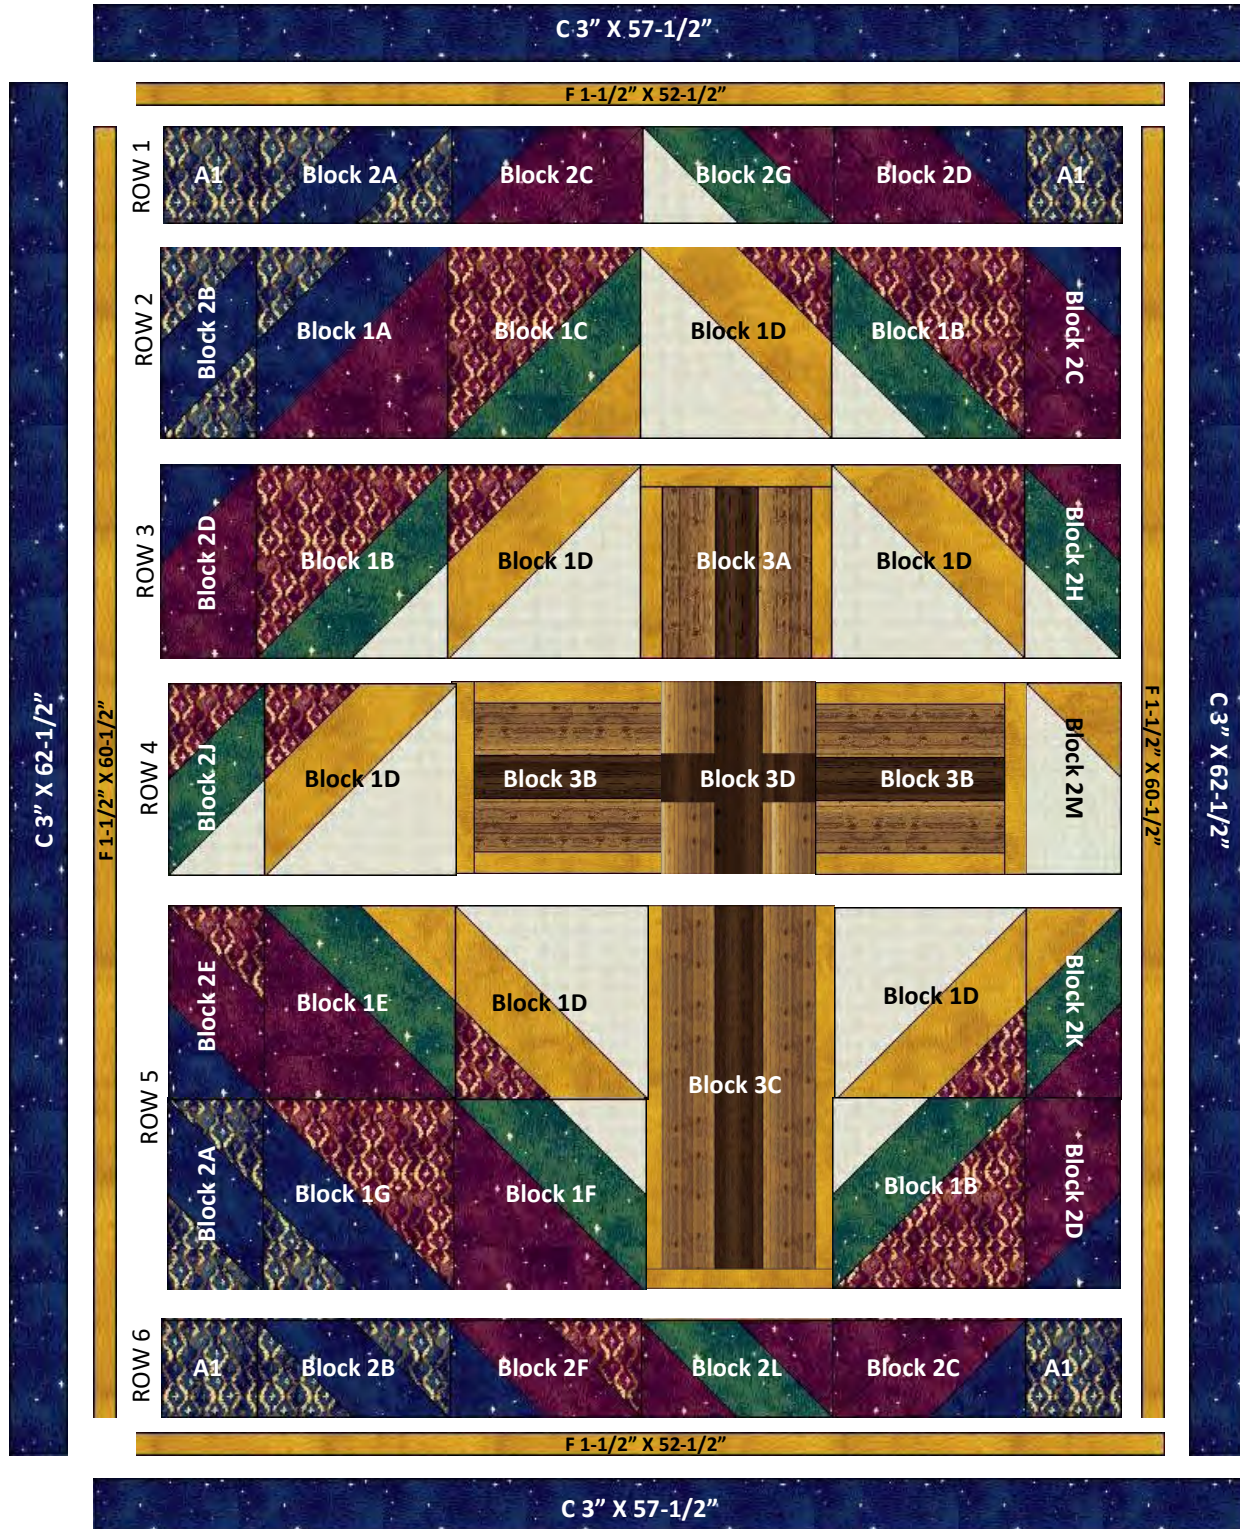 C 3” X 57-1/2”
F 1-1/2” X 52-1/2”
C 3” X 62-1/2”
F 1-1/2” X 60-1/2”
ROW 1
A1
Block 2A
Block 2C
Block 2G
Block 2D
A1
ROW 2
Block 2B
Block 1A
Block 1C
Block 1D
Block 1B
Block 2C
ROW 3
Block 2D
Block 1B
Block 1D
Block 3A
Block 1D
Block 2H
ROW 4
Block 2J
Block 1D
Block 3B
Block 3D
Block 3B
Block 2M
ROW 5
Block 2E
Block 1E
Block 1D
Block 3C
Block 1D
Block 2K
Block 2A
Block 1G
Block 1F
Block 1B
Block 2D
ROW 6
A1
Block 2B
Block 2F
Block 2L
Block 2C
A1
F 1-1/2” X 60-1/2”
C 3” X 62-1/2”
F 1-1/2” X 52-1/2”
C 3” X 57-1/2”